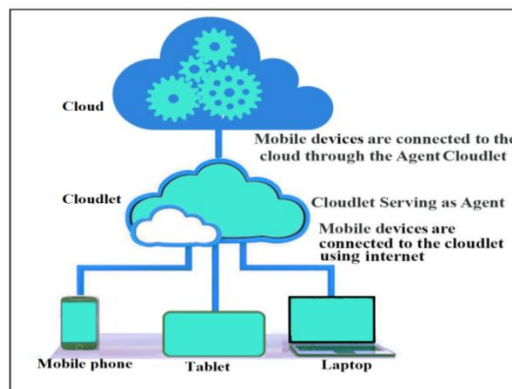 Cloud
Mobile devices are connected to the
cloud through the Agent Cloudlet
Cloudlet
Cloudlet Serving as Agent
Mobile devices are
connected to the cloudlet
using internet
Mobile phone
Tablet
Laptop